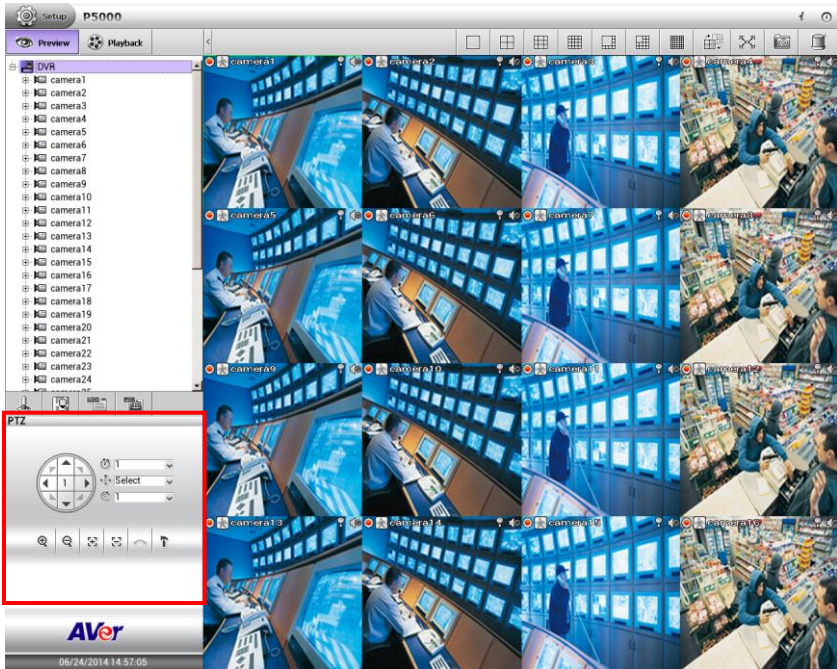 Setup P5000
Preview Playback
DVR
camera1
camera2
camera3
camera4
camera5
camera6
camera7
camera8
camera9
camera10
camera11
camera12
camera13
camera14
camera15
camera16
camera17
camera18
camera19
camera20
camera21
camera22
camera23
camera24
PTZ
1
1 Select
1
AVer
06/24/2014 14:57:05
camera1 camera2 camera3 camera4
camera5 camera6 camera7 camera8
camera9 camera10 camera11 camera12
camera13 camera14 camera15 camera16